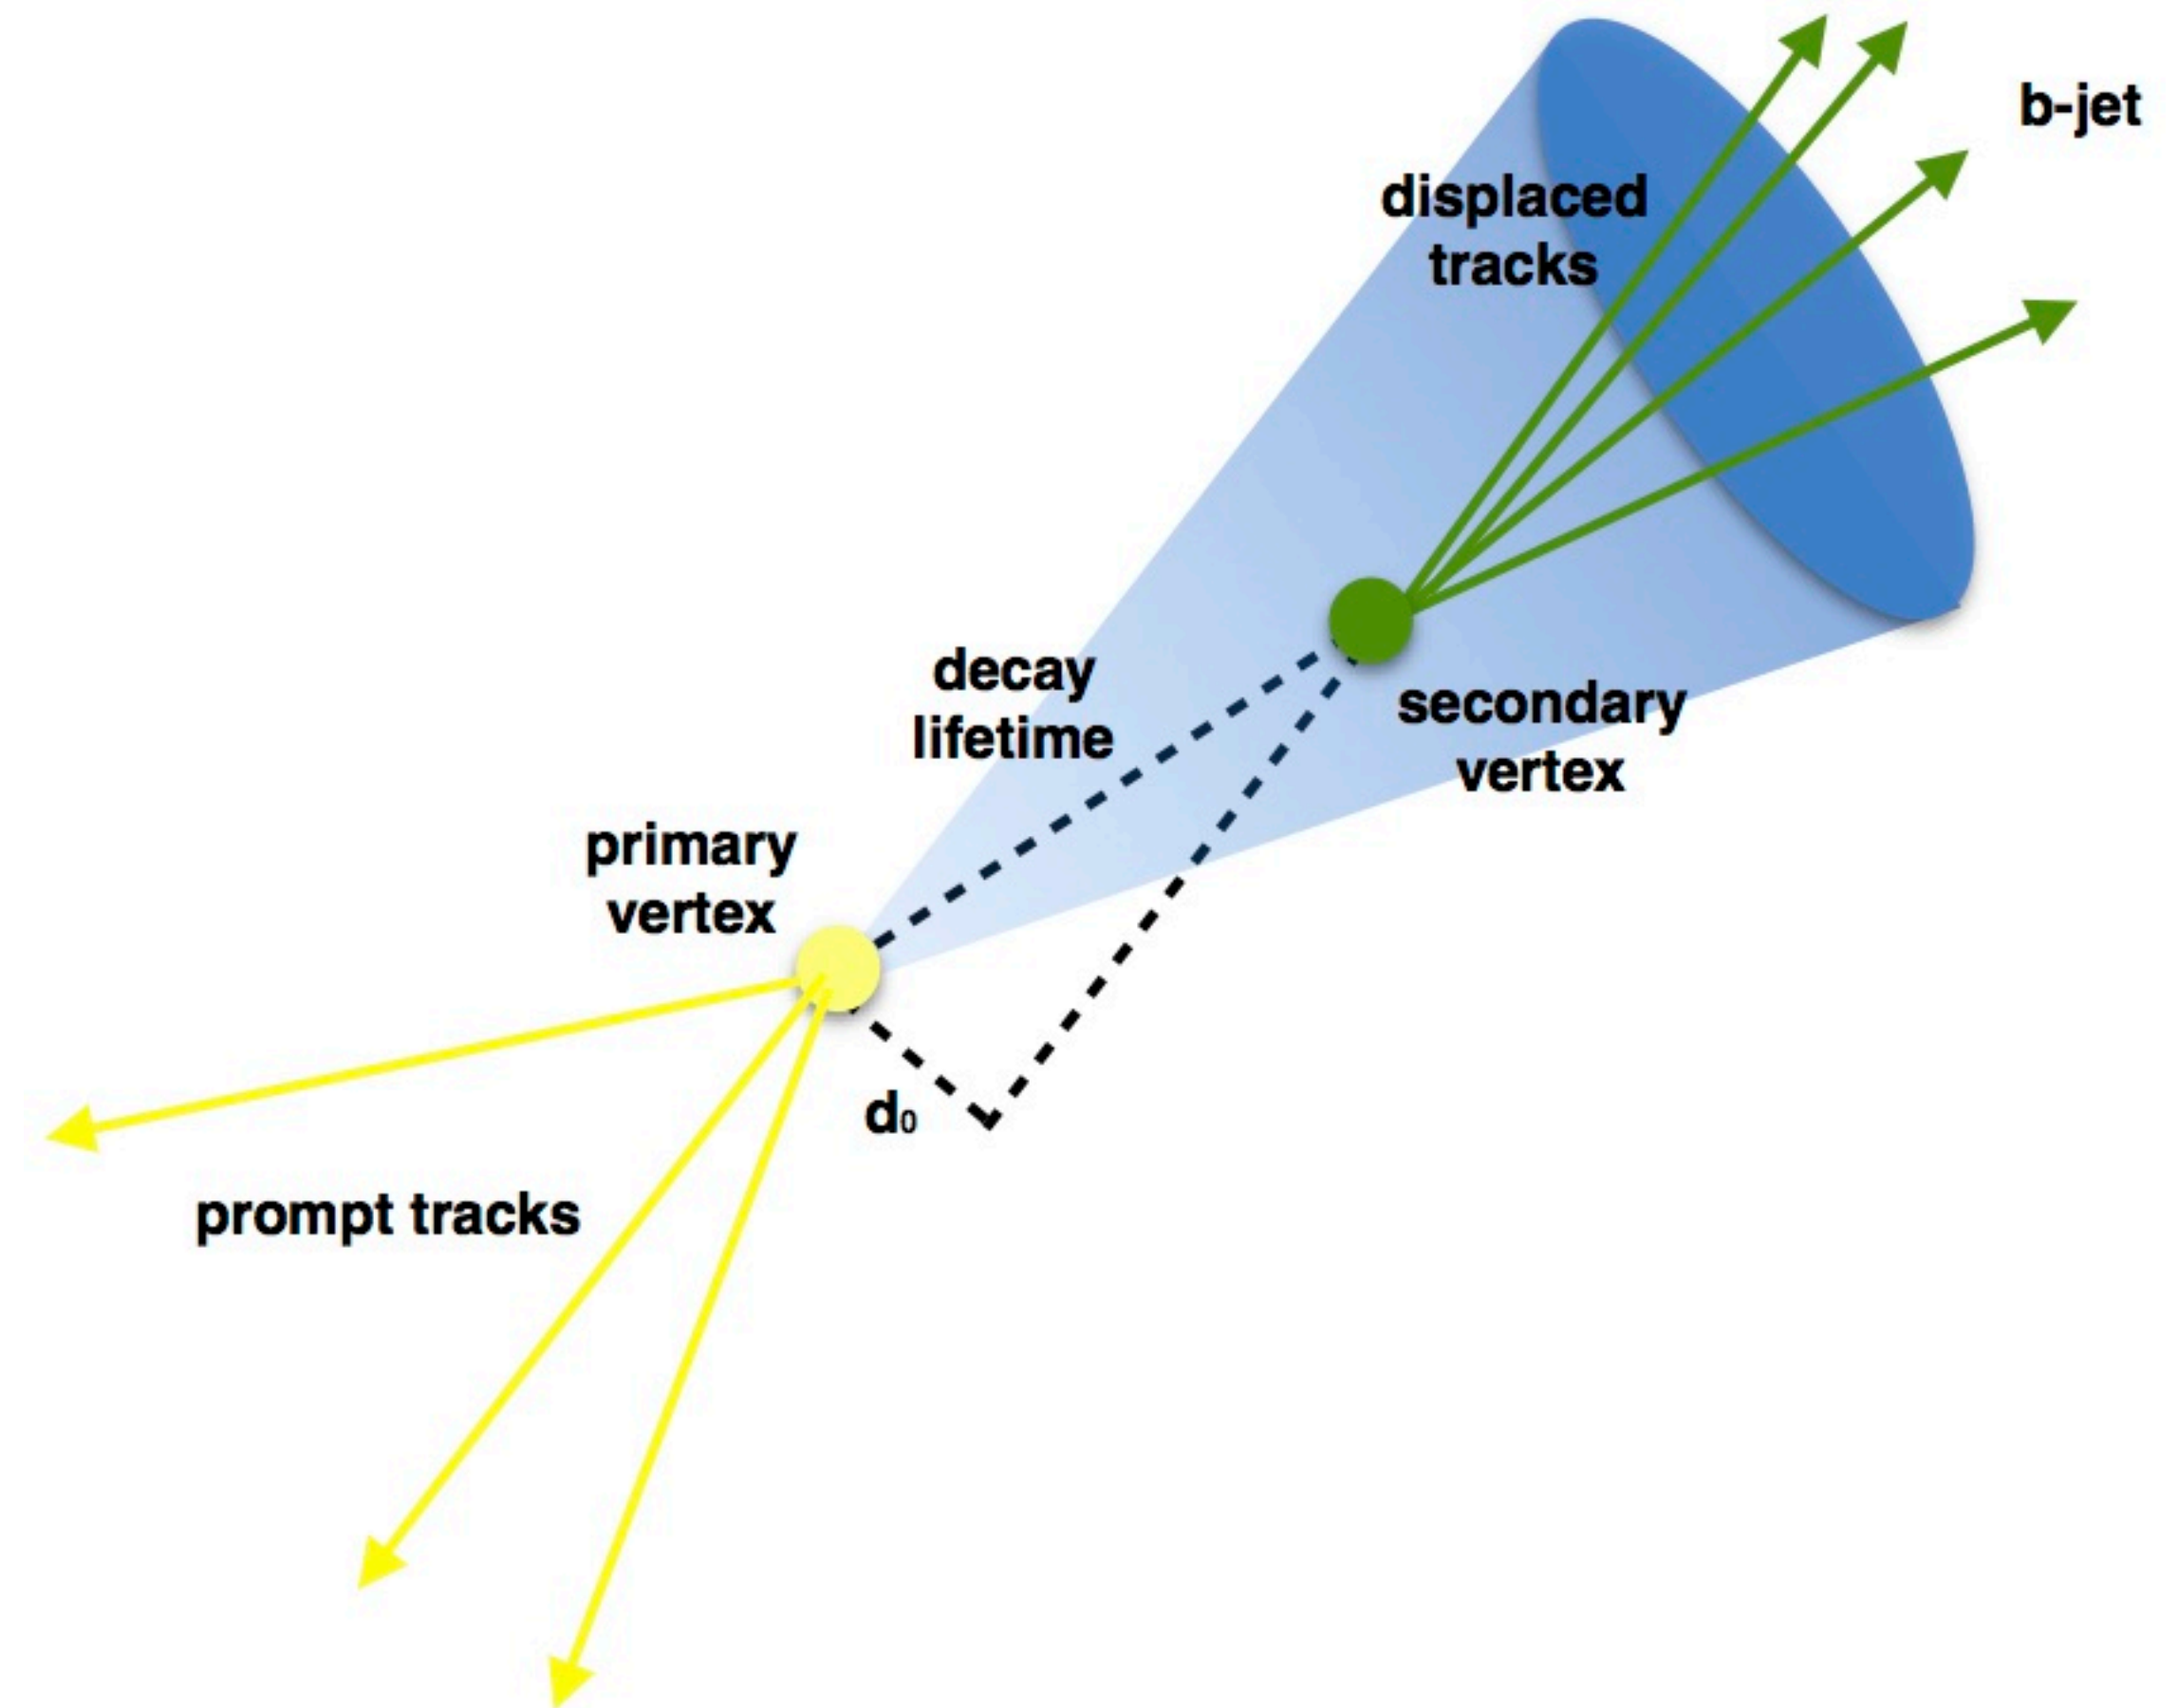 b-jet
displaced
tracks
decay
lifetime
secondary
vertex
primary
vertex
d₀
prompt tracks